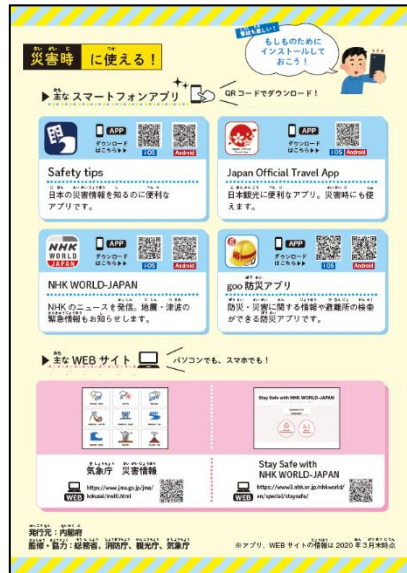 災害時に使える!
普段も楽しい!
もしものために
インストールして
おこう!
主なスマートフォンアプリ
QRコードでダウンロード!
APP
ダウンロード
はこちら▶▶
iOS
Android
Safety tips
日本の災害情報を知るのに便利な
アプリです。
APP
ダウンロード
はこちら▶▶
iOS
Android
Japan Official Travel App
日本観光に便利なアプリ。災害時にも使
えます。
NHK
WORLD
JAPAN
APP
ダウンロード
はこちら▶▶
iOS
Android
NHK WORLD-JAPAN
NHKのニュースを発信。地震・津波の
緊急情報もお知らせします。
APP
ダウンロード
はこちら▶▶
iOS
Android
goo 防災アプリ
防災・災害に関する情報や避難所の検索
ができる防災アプリです。
主なWEBサイト
パソコンでも、スマホでも!
気象庁 災害情報
WEB
https://www.jma.go.jp/jma/
kokusai/multi.html
Stay Safe with NHK WORLD-JAPAN
Stay Safe with
NHK WORLD-JAPAN
WEB
https://www3.nhk.or.jp/nhkworld/
en/special/staysafe/
発行元:内閣府
監修・協力:総務省、消防庁、観光庁、気象庁
※アプリ、WEBサイトの情報は2020年3月末時点